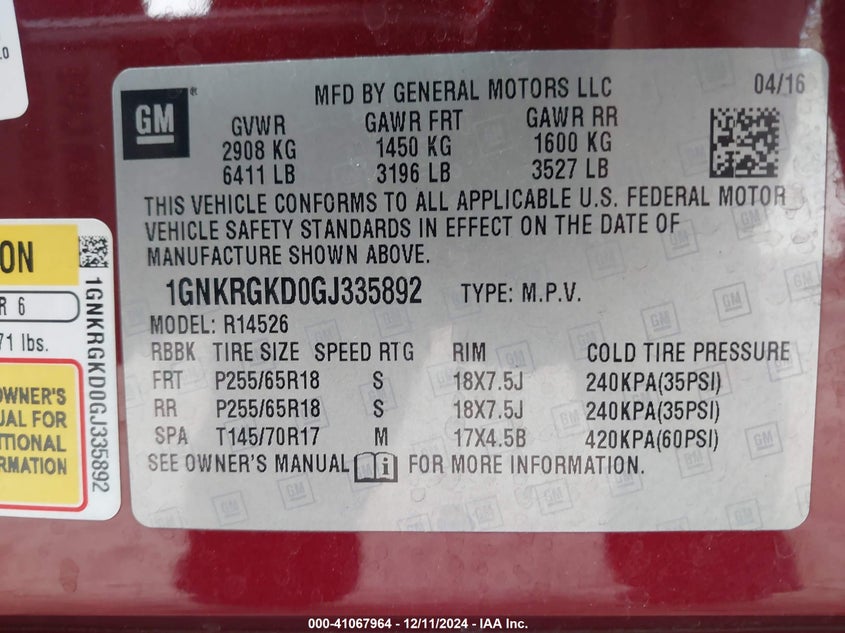 MFD BY GENERAL MOTORS LLC 04/16
GM ®
GVWR GAWR FRT GAWR RR
2908 KG 1450 KG 1600 KG
6411 LB 3196 LB 3527 LB
THIS VEHICLE CONFORMS TO ALL APPLICABLE U.S. FEDERAL MOTOR
VEHICLE SAFETY STANDARDS IN EFFECT ON THE DATE OF
MANUFACTURE SHOWN ABOVE.
1GNKRGKD0GJ335892 TYPE: M.P.V.
MODEL: R14526
RBBK TIRE SIZE SPEED RTG RIM COLD TIRE PRESSURE
FRT P255/65R18 S 18X7.5J 240KPA(35PSI)
RR P255/65R18 S 18X7.5J 240KPA(35PSI)
SPA T145/70R17 M 17X4.5B 420KPA(60PSI)
SEE OWNER'S MANUAL i FOR MORE INFORMATION.
ON
R 6
71 lbs.
OWNER'S
UAL FOR
ITIONAL
RMATION
1GNKRGKD0GJ335892
000-41067964 - 12/11/2024 - IAA Inc.